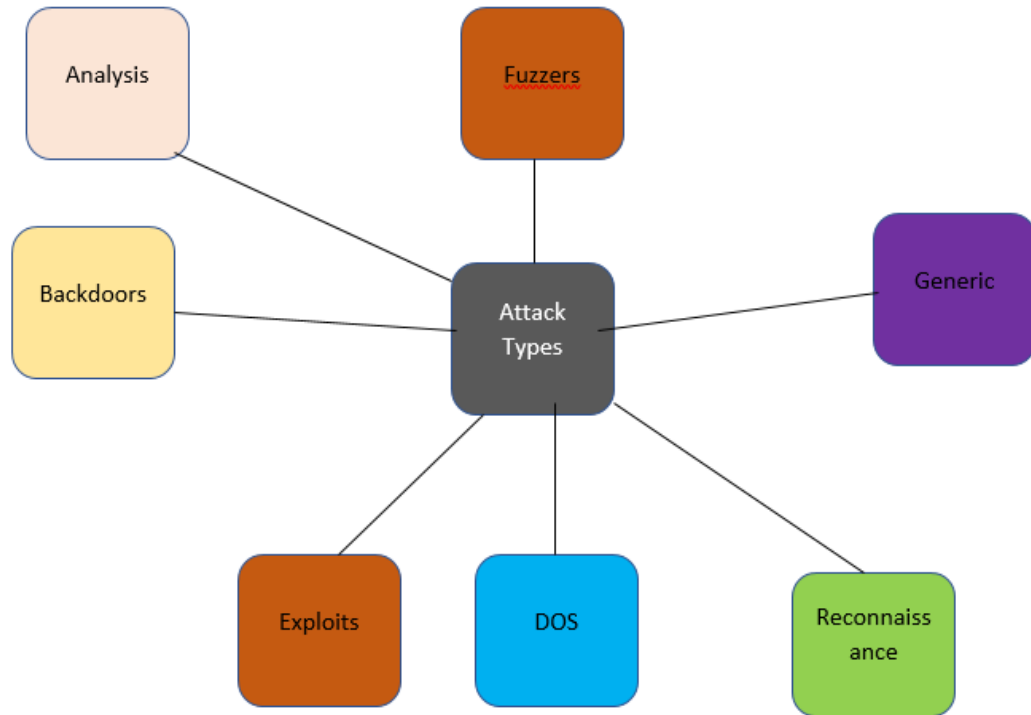 Analysis
Fuzzers
Backdoors
Attack
Types
Generic
Exploits
DOS
Reconnaiss
ance